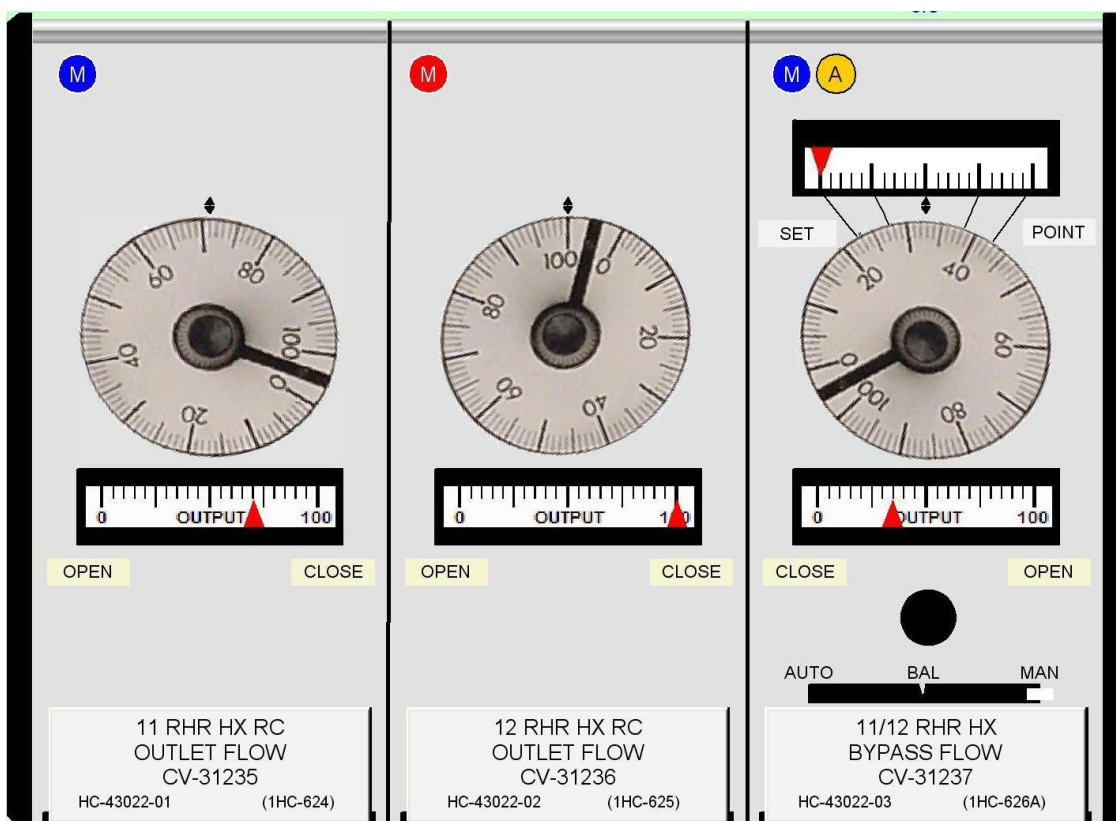 M
M
M A
SET POINT
60 80 40 100 20 0
100 0 80 20 60 40
20 40 0 60 100 80
0 OUTPUT 100
0 OUTPUT
0 OUTPUT 100
OPEN CLOSE
OPEN CLOSE
CLOSE OPEN
AUTO BAL MAN
11 RHR HX RC
OUTLET FLOW
CV-31235
HC-43022-01 (1HC-624)
12 RHR HX RC
OUTLET FLOW
CV-31236
HC-43022-02 (1HC-625)
11/12 RHR HX
BYPASS FLOW
CV-31237
HC-43022-03 (1HC-626A)